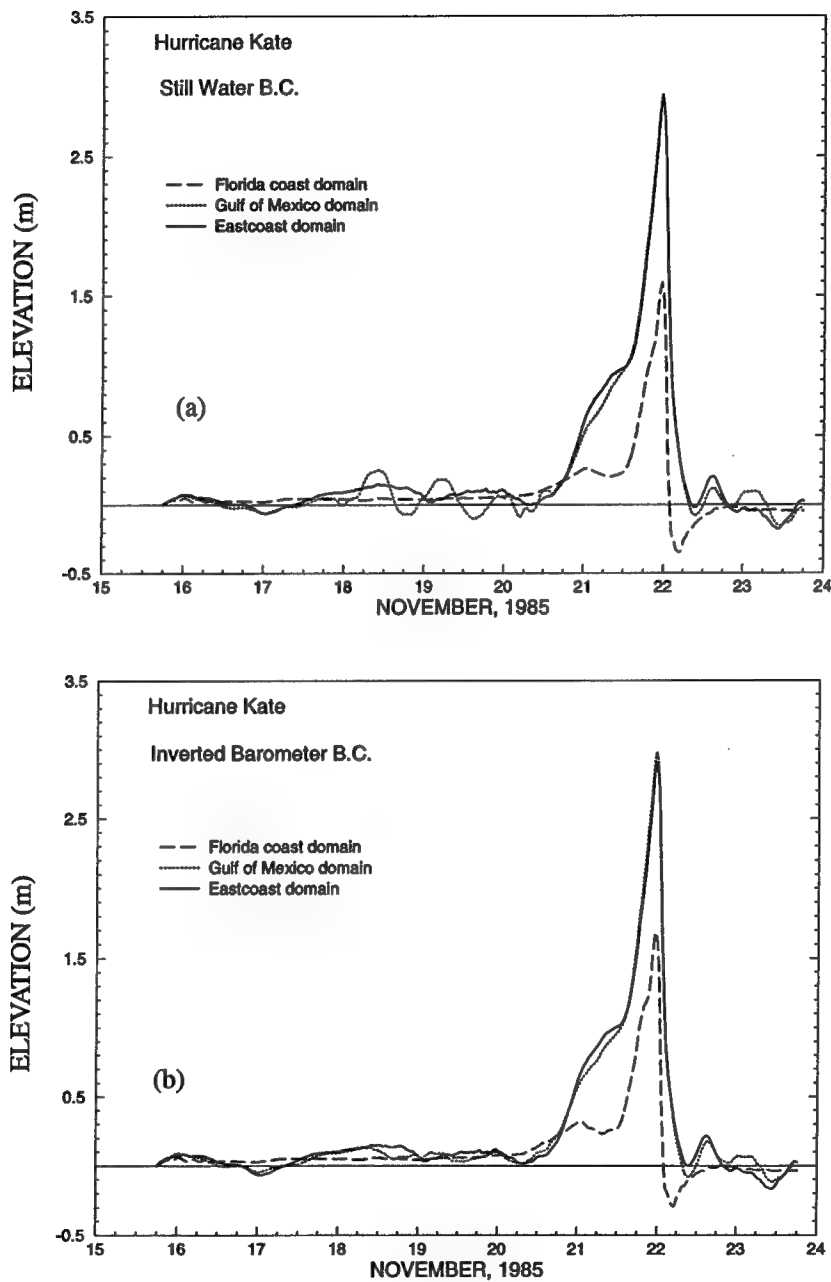 3.5
Hurricane Kate
Still Water B.C.
2.5
Florida coast domain
Gulf of Mexico domain
Eastcoast domain
ELEVATION (m)
1.5
(a)
0.5
-0.5
15 16 17 18 19 20 21 22 23 24
NOVEMBER, 1985
3.5
Hurricane Kate
Inverted Barometer B.C.
2.5
Florida coast domain
Gulf of Mexico domain
Eastcoast domain
ELEVATION (m)
1.5
(b)
0.5
-0.5
15 16 17 18 19 20 21 22 23 24
NOVEMBER, 1985